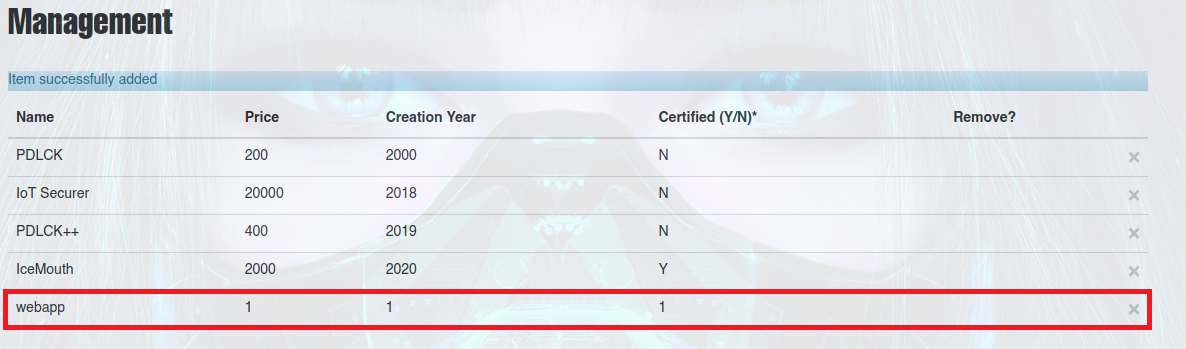 Management
Item successfully added
Name Price Creation Year Certified (Y/N)* Remove?
PDLCK 200 2000 N ×
IoT Securer 20000 2018 N ×
PDLCK++ 400 2019 N ×
IceMouth 2000 2020 Y ×
webapp 1 1 1 ×